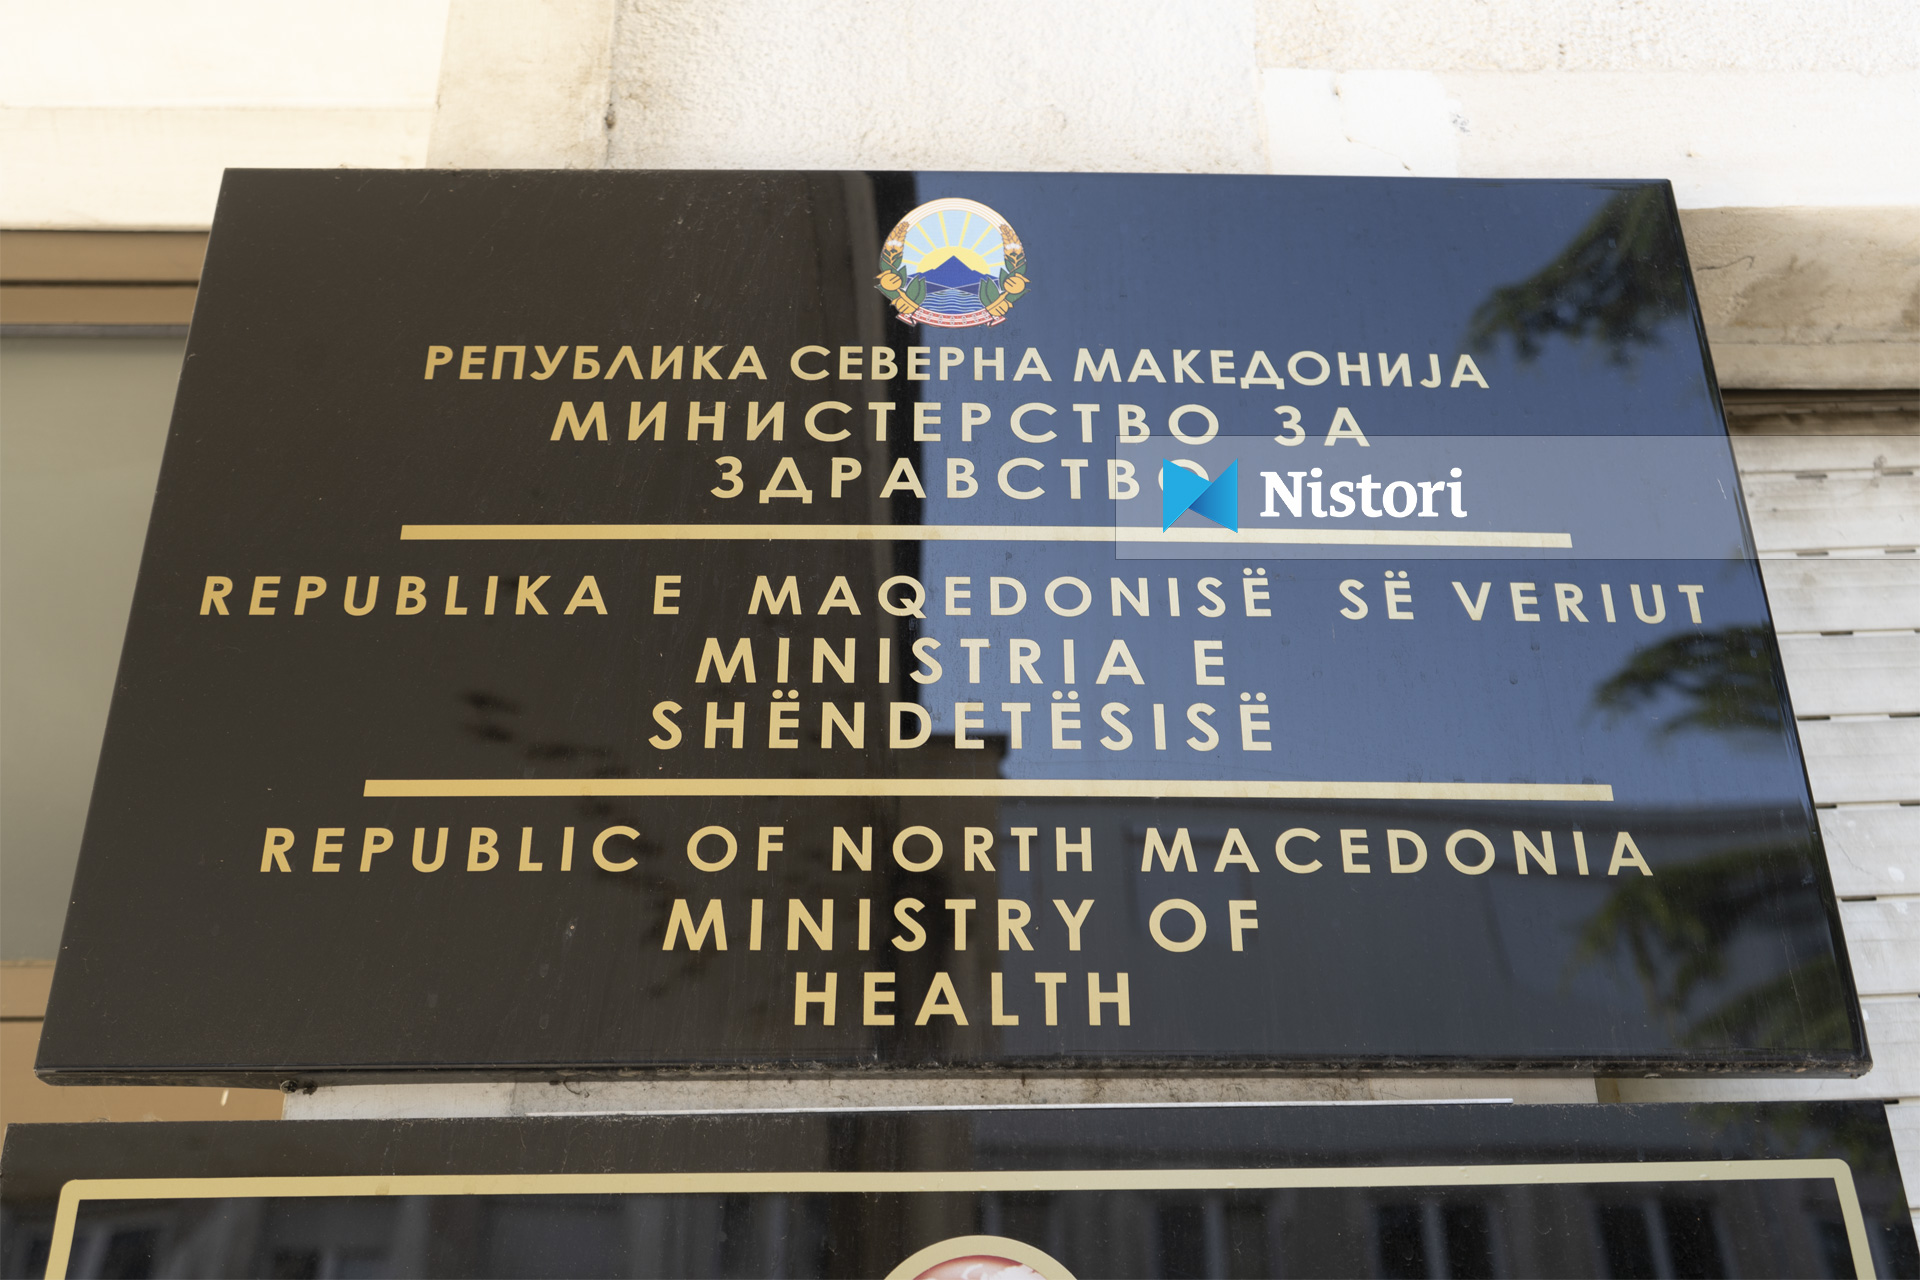 РЕПУБЛИКА СЕВЕРНА МАКЕДОНИЈА
МИНИСТЕРСТВО ЗА
ЗДРАВСТВО
Nistori
REPUBLIKA E MAQEDONISË SË VERIUT
MINISTRIA E
SHËNDETËSISË
REPUBLIC OF NORTH MACEDONIA
MINISTRY OF
HEALTH